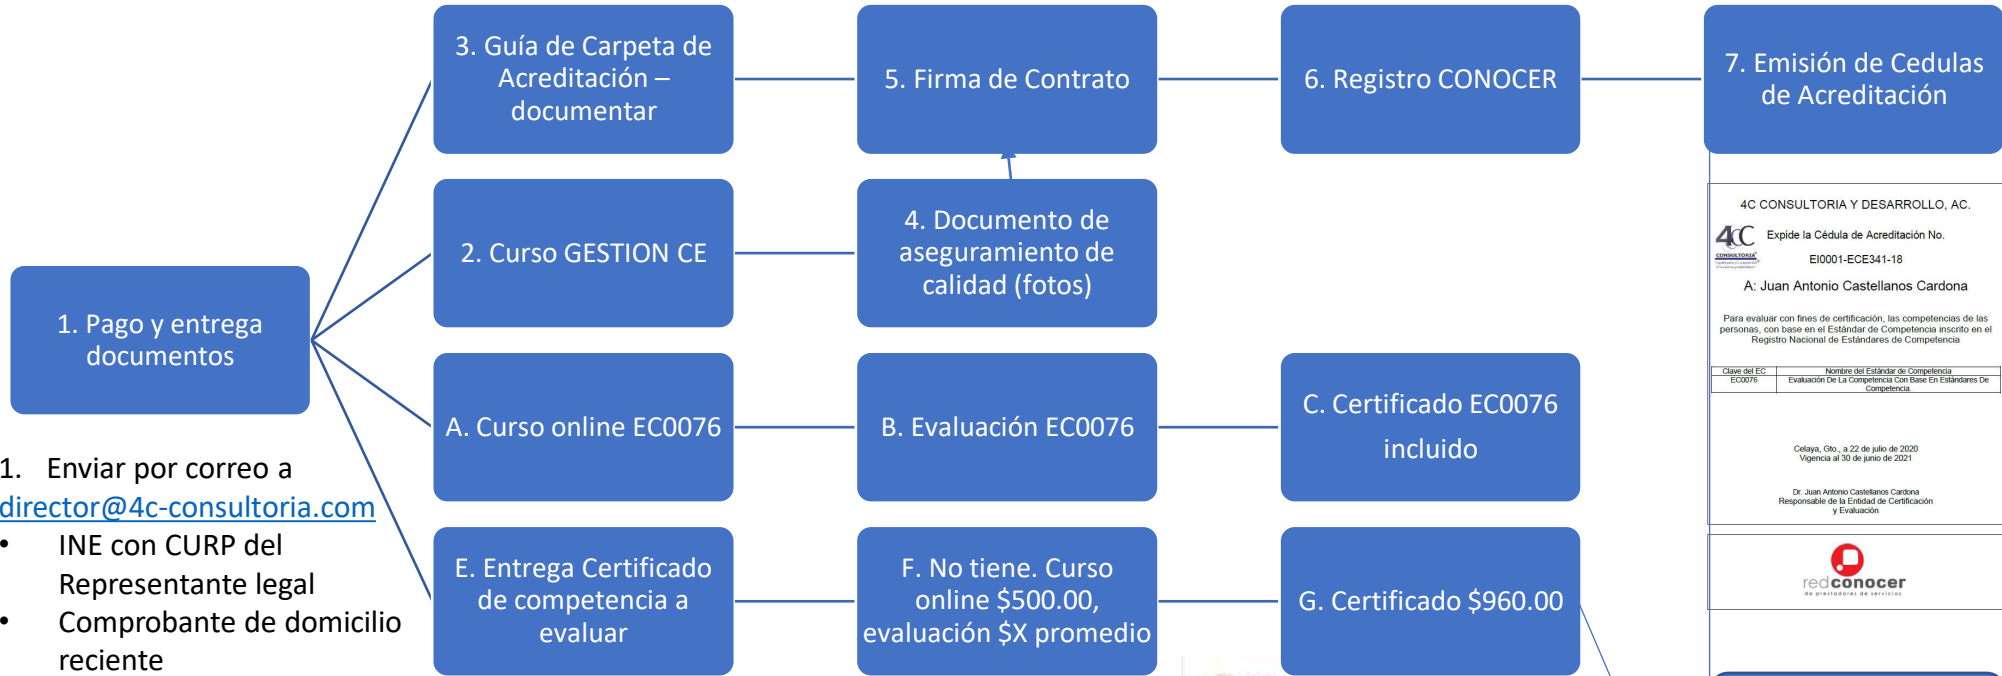 3. Guía de Carpeta de
Acreditación –
documentar
5. Firma de Contrato
6. Registro CONOCER
7. Emisión de Cedulas
de Acreditación
2. Curso GESTION CE
4. Documento de
aseguramiento de
calidad (fotos)
1. Pago y entrega
documentos
A. Curso online EC0076
B. Evaluación EC0076
C. Certificado EC0076
incluido
E. Entrega Certificado
de competencia a
evaluar
F. No tiene. Curso
online $500.00,
evaluación $X promedio
G. Certificado $960.00
1. Enviar por correo a
director@4c-consultoria.com
• INE con CURP del
Representante legal
• Comprobante de domicilio
reciente
4C CONSULTORIA Y DESARROLLO, AC.
4C
CONSULTORIA
Expide la Cédula de Acreditación No.
EI0001-ECE341-18
A: Juan Antonio Castellanos Cardona
Para evaluar con fines de certificación, las competencias de las
personas, con base en el Estándar de Competencia inscrito en el
Registro Nacional de Estándares de Competencia
Clave del EC Nombre del Estándar de Competencia
EC0076 Evaluación De La Competencia Con Base En Estándares De
Competencia.
Celaya, Gto., a 22 de julio de 2020
Vigencia al 30 de junio de 2021
Dr. Juan Antonio Castellanos Cardona
Responsable de la Entidad de Certificación
y Evaluación
redconocer
de prestadores de servicios